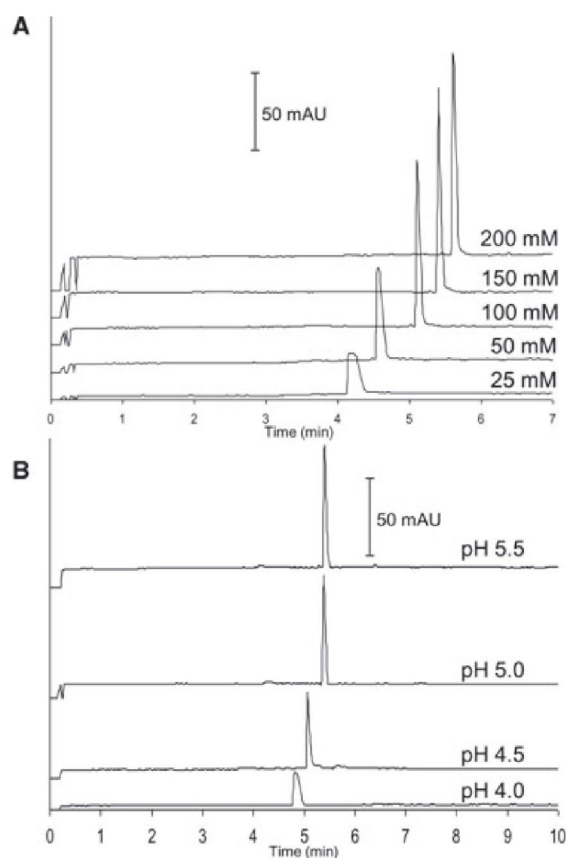 A
50 mAU
200 mM
150 mM
100 mM
50 mM
25 mM
0 1 2 3 4 5 6 7
Time (min)
B
50 mAU
pH 5.5
pH 5.0
pH 4.5
pH 4.0
0 1 2 3 4 5 6 7 8 9 10
Time (min)